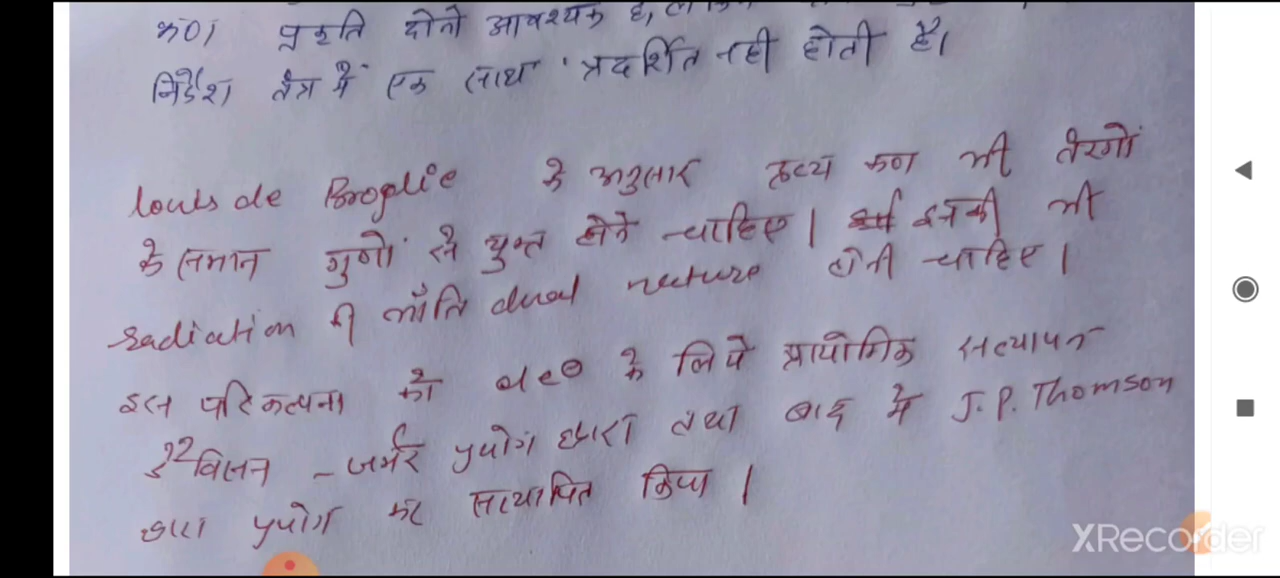 कण प्रकृति दोनो आवश्यक है,
निर्देश तंत्र में एक साथ प्रदर्शित नही होती है।
louis de Broglie के अनुसार द्रव्य कण भी तरंगों
के समान गुणों से युक्त होने चाहिए। इनकी भी
radiation की भाँति dual nature होनी चाहिए।
इस परिकल्पना का के लिये प्रायोगिक सत्यापन
डेविसन - जर्मर प्रयोग द्वारा तथा बाद मे J.P. Thomson
द्वारा प्रयोग कर सत्यापित किया।
XRecorder